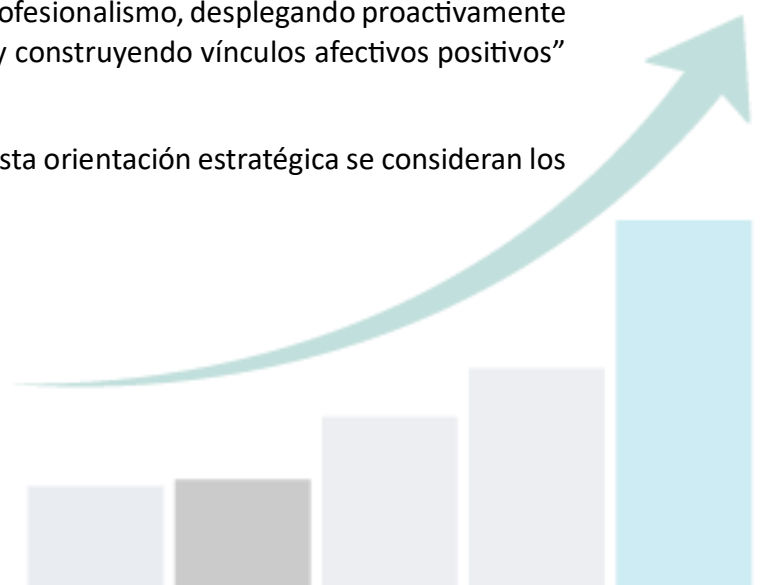 ofesionalismo, desplegando proactivamente
y construyendo vínculos afectivos positivos”
sta orientación estratégica se consideran los